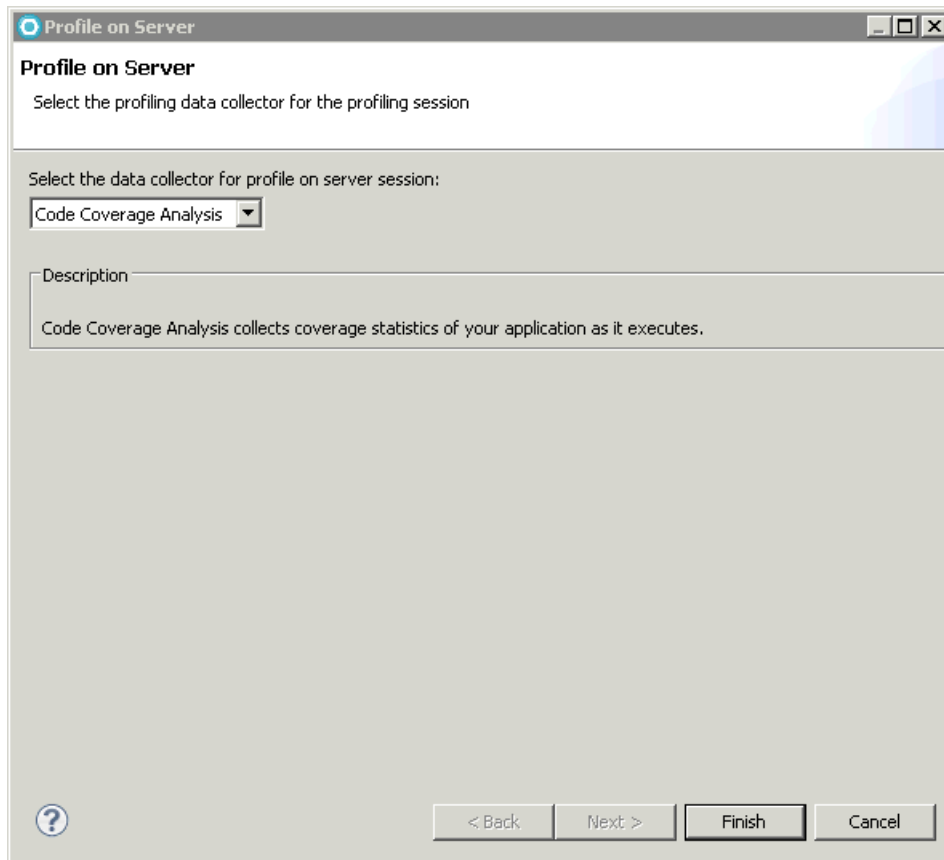 Profile on Server
Profile on Server
Select the profiling data collector for the profiling session
Select the data collector for profile on server session:
Code Coverage Analysis
Description
Code Coverage Analysis collects coverage statistics of your application as it executes.
?
< Back
Next >
Finish
Cancel